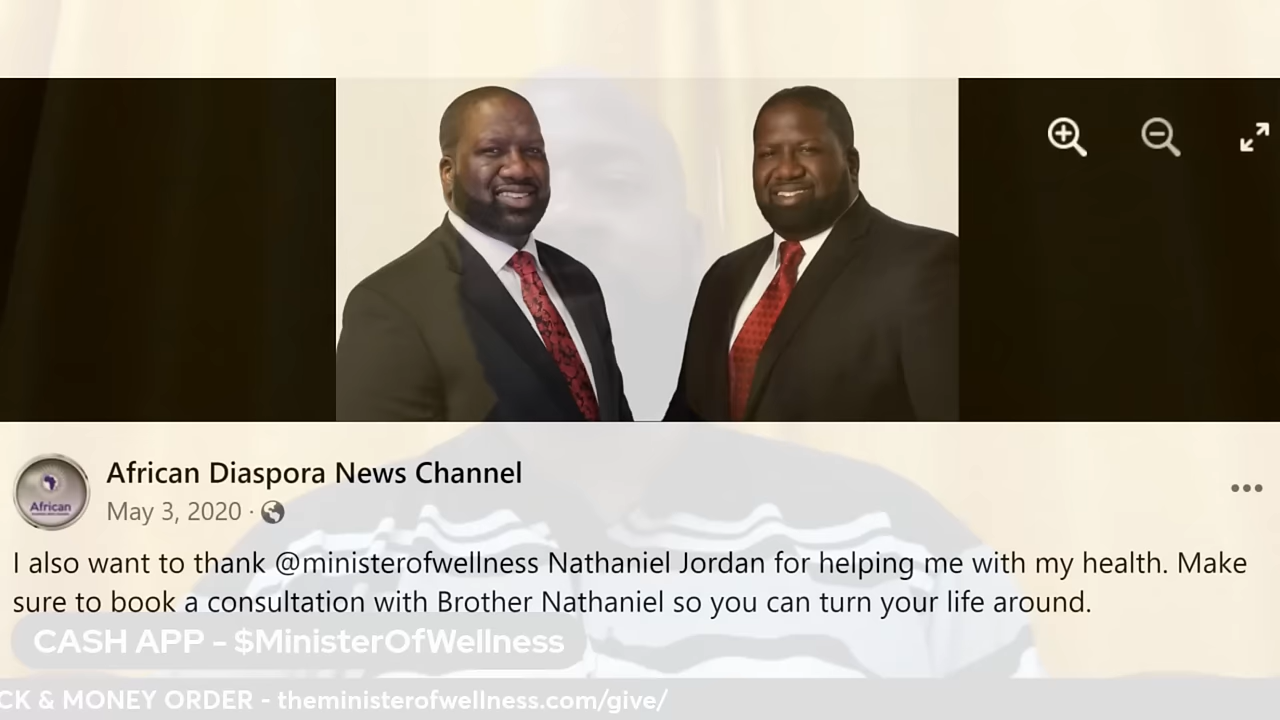 African Diaspora News Channel
African
May 3, 2020 ·
I also want to thank @ministerofwellness Nathaniel Jordan for helping me with my health. Make
sure to book a consultation with Brother Nathaniel so you can turn your life around.
CASH APP - $MinisterOfWellness
CK & MONEY ORDER - theministerofwellness.com/give/